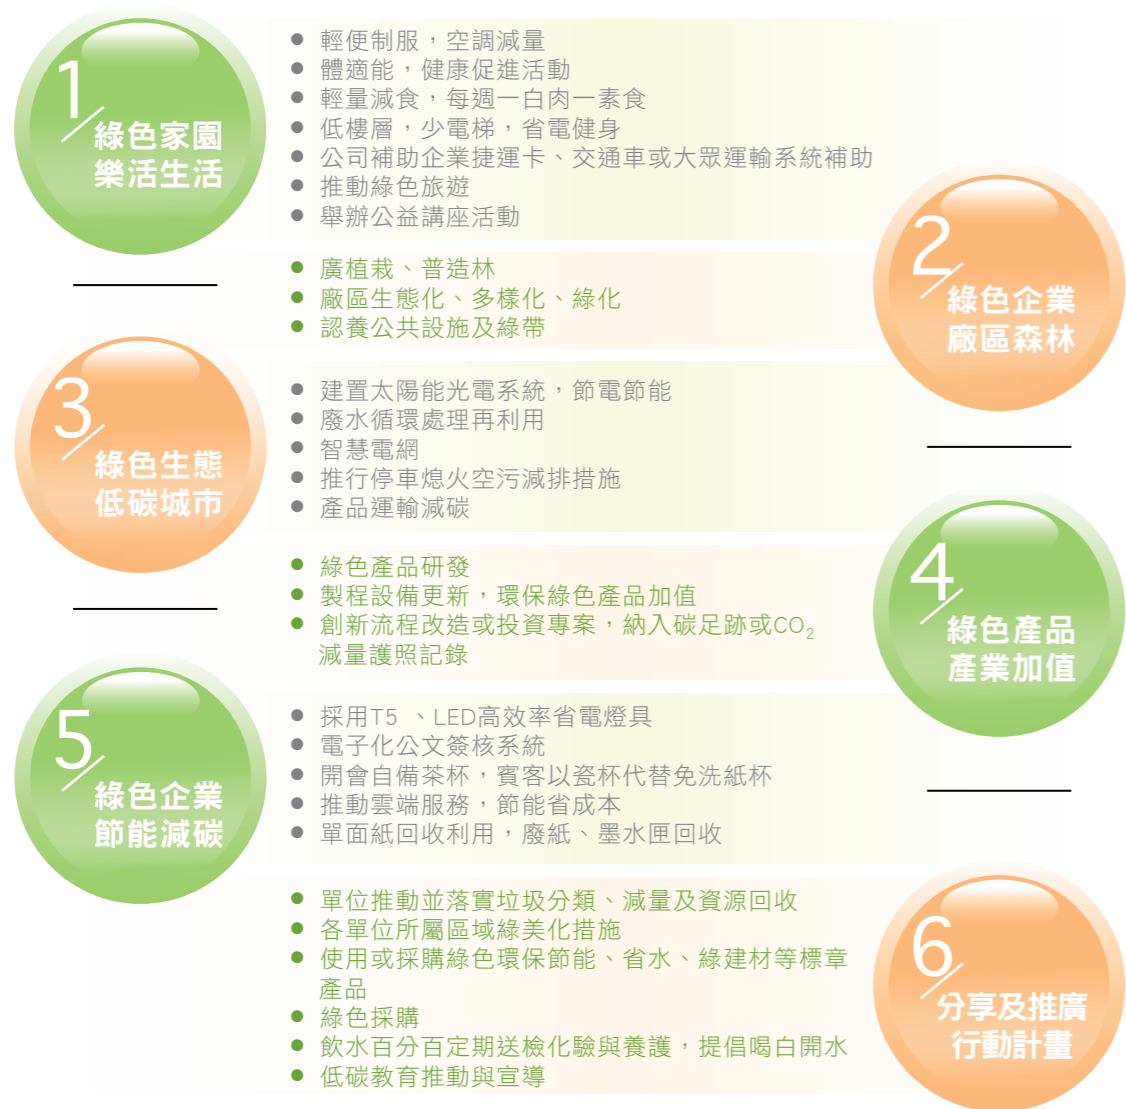 1
綠色家園
樂活生活
● 輕便制服，空調減量
● 體適能，健康促進活動
● 輕量減食，每週一白肉一素食
● 低樓層，少電梯，省電健身
● 公司補助企業捷運卡、交通車或大眾運輸系統補助
● 推動綠色旅遊
● 舉辦公益講座活動
2
綠色企業
廠區森林
● 廣植栽、普造林
● 廠區生態化、多樣化、綠化
● 認養公共設施及綠帶
3
綠色生態
低碳城市
● 建置太陽能光電系統，節電節能
● 廢水循環處理再利用
● 智慧電網
● 推行停車熄火空污減排措施
● 產品運輸減碳
4
綠色產品
產業加值
● 綠色產品研發
● 製程設備更新，環保綠色產品加值
● 創新流程改造或投資專案，納入碳足跡或CO₂
減量護照記錄
5
綠色企業
節能減碳
● 採用T5 、LED高效率省電燈具
● 電子化公文簽核系統
● 開會自備茶杯，賓客以瓷杯代替免洗紙杯
● 推動雲端服務，節能省成本
● 單面紙回收利用，廢紙、墨水匣回收
6
分享及推廣
行動計畫
● 單位推動並落實垃圾分類、減量及資源回收
● 各單位所屬區域綠美化措施
● 使用或採購綠色環保節能、省水、綠建材等標章
產品
● 綠色採購
● 飲水百分百定期送檢化驗與養護，提倡喝白開水
● 低碳教育推動與宣導